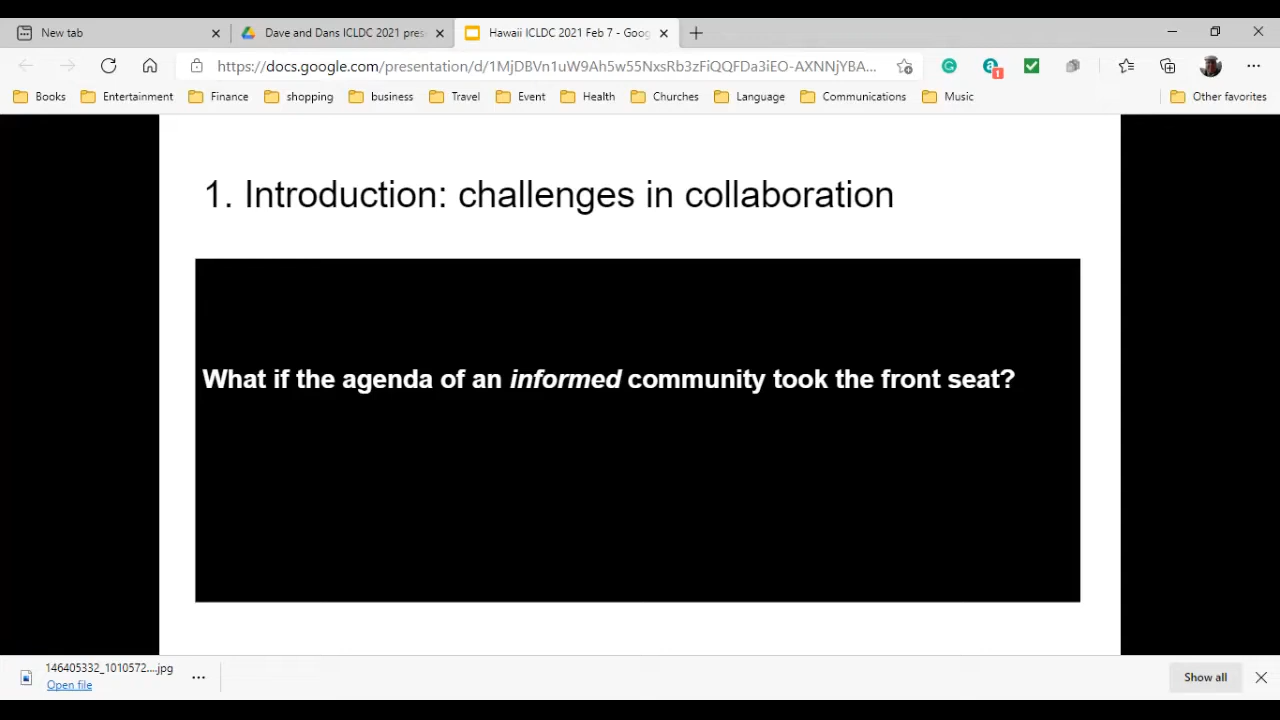 New tab
Dave and Dans ICLDC 2021 pres
Hawaii ICLDC 2021 Feb 7 - Goog
https://docs.google.com/presentation/d/1MjDBVn1uW9Ah5w55NxsRb3zFiQQFDa3iEO-AXNNjYBA...
1
Books
Entertainment
Finance
shopping
business
Travel
Event
Health
Churches
Language
Communications
Music
Other favorites
1. Introduction: challenges in collaboration
What if the agenda of an informed community took the front seat?
146405332_1010572....jpg
Open file
Show all